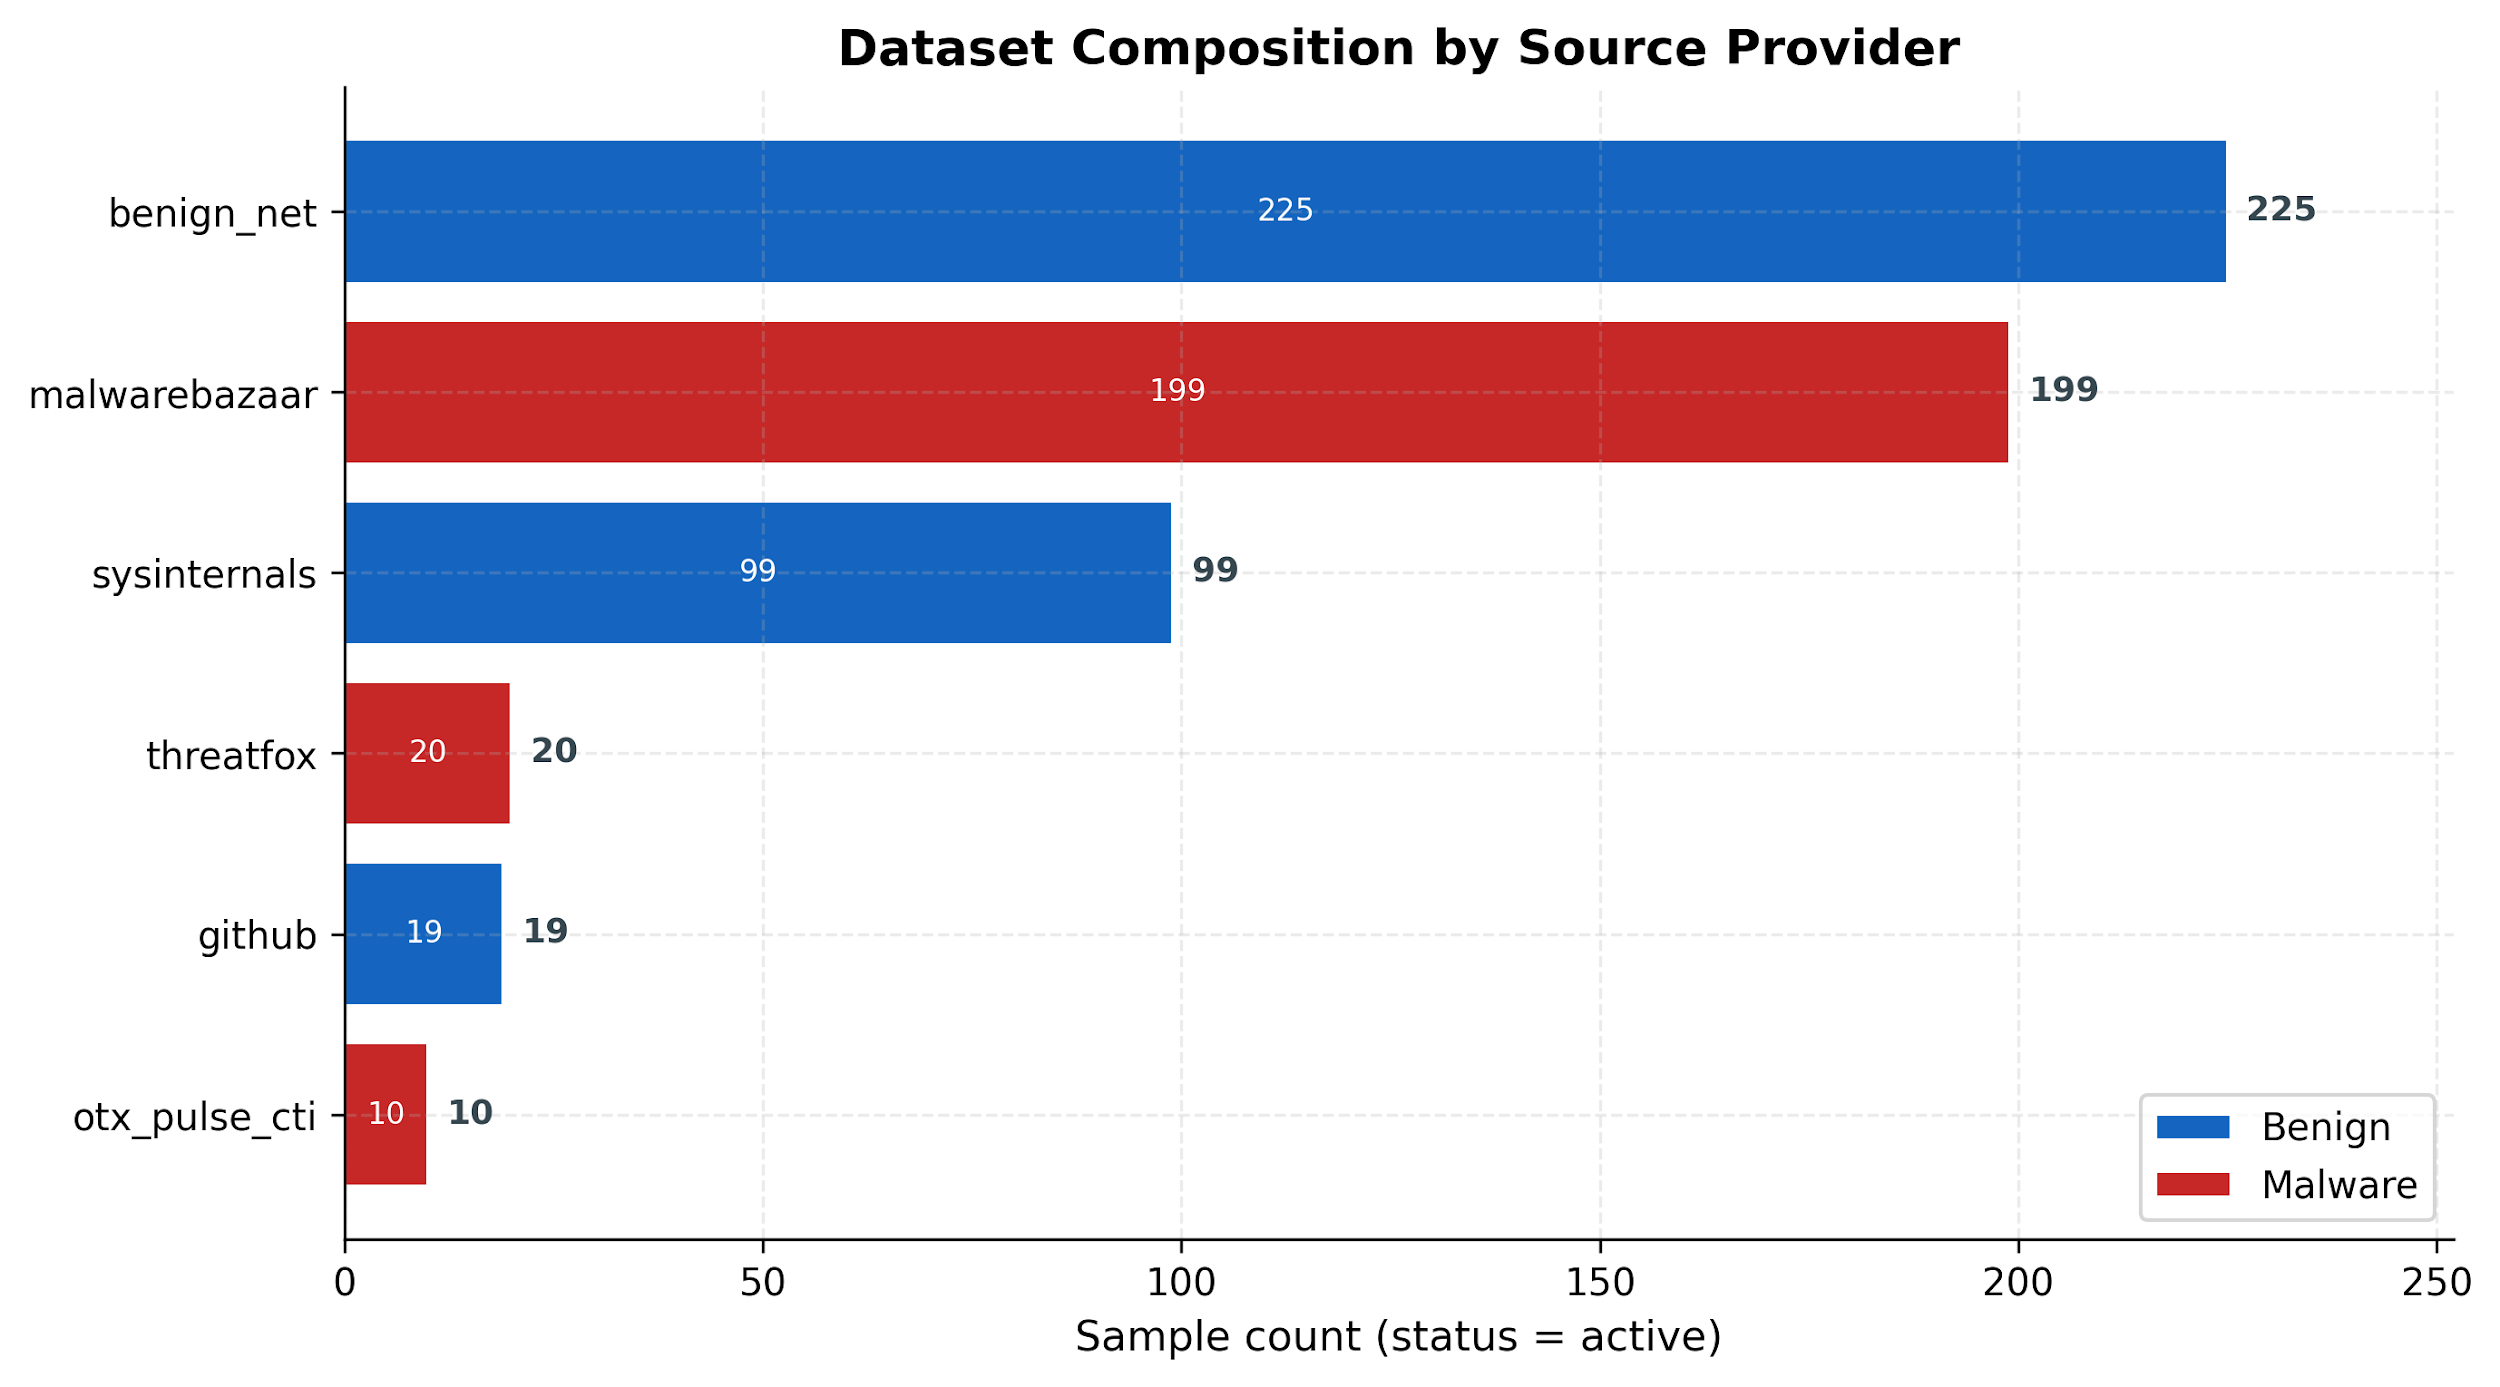 Dataset Composition by Source Provider
benign_net 225 225
malwarebazaar 199 199
sysinternals 99 99
threatfox 20 20
github 19 19
otx_pulse_cti 10 10
Benign
Malware
0 50 100 150 200 250
Sample count (status = active)